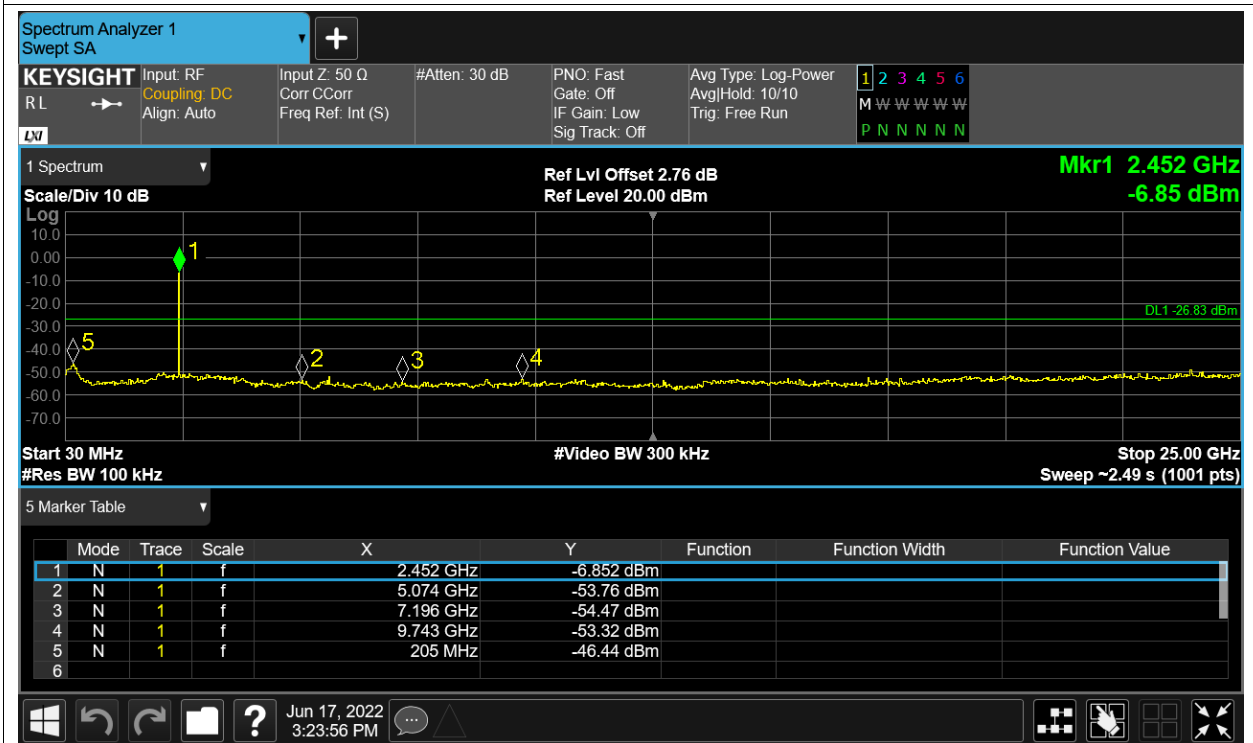 Spectrum Analyzer 1
Swept SA
+
KEYSIGHT
R L
LXI
Input: RF
Coupling: DC
Align: Auto
Input Z: 50 Ω
Corr CCorr
Freq Ref: Int (S)
#Atten: 30 dB
PNO: Fast
Gate: Off
IF Gain: Low
Sig Track: Off
Avg Type: Log-Power
Avg|Hold: 10/10
Trig: Free Run
1 2 3 4 5 6
M W W W W W
P N N N N N
1 Spectrum
Scale/Div 10 dB
Ref Lvl Offset 2.76 dB
Ref Level 20.00 dBm
Mkr1 2.452 GHz
-6.85 dBm
Log
10.0
0.00
-10.0
-20.0
-30.0
-40.0
-50.0
-60.0
-70.0
1
DL1 -26.83 dBm
5
2
3
4
Start 30 MHz
#Res BW 100 kHz
#Video BW 300 kHz
Stop 25.00 GHz
Sweep ~2.49 s (1001 pts)
5 Marker Table
Mode Trace Scale X Y Function Function Width Function Value
1 N 1 f 2.452 GHz -6.852 dBm
2 N 1 f 5.074 GHz -53.76 dBm
3 N 1 f 7.196 GHz -54.47 dBm
4 N 1 f 9.743 GHz -53.32 dBm
5 N 1 f 205 MHz -46.44 dBm
6
?
Jun 17, 2022
3:23:56 PM